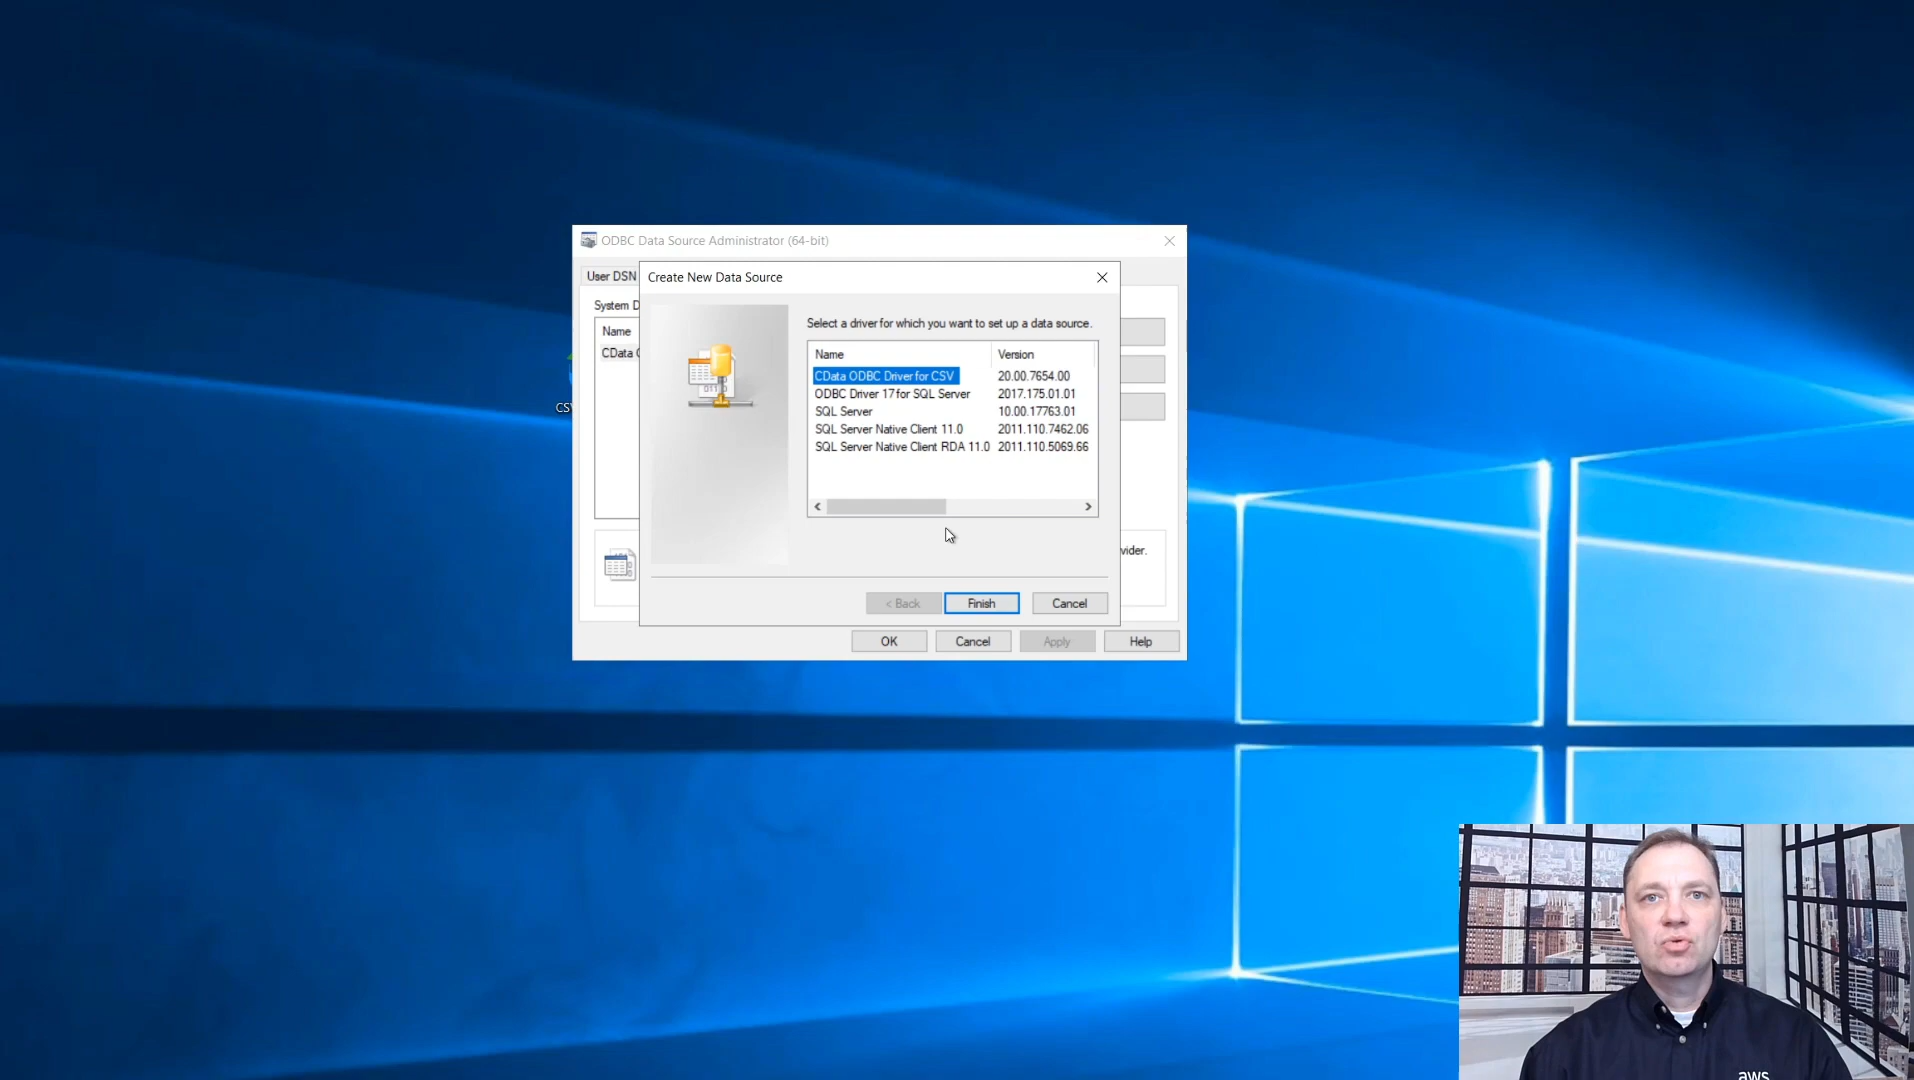 ODBC Data Source Administrator (64-bit)
User DSN
Create New Data Source
System D
Select a driver for which you want to set up a data source.
Name
CData
Name Version
CData ODBC Driver for CSV 20.00.7654.00
ODBC Driver 17 for SQL Server 2017.175.01.01
SQL Server 10.00.17763.01
SQL Server Native Client 11.0 2011.110.7462.06
SQL Server Native Client RDA 11.0 2011.110.5069.66
CSV
vider.
< Back Finish Cancel
OK Cancel Apply Help
aws